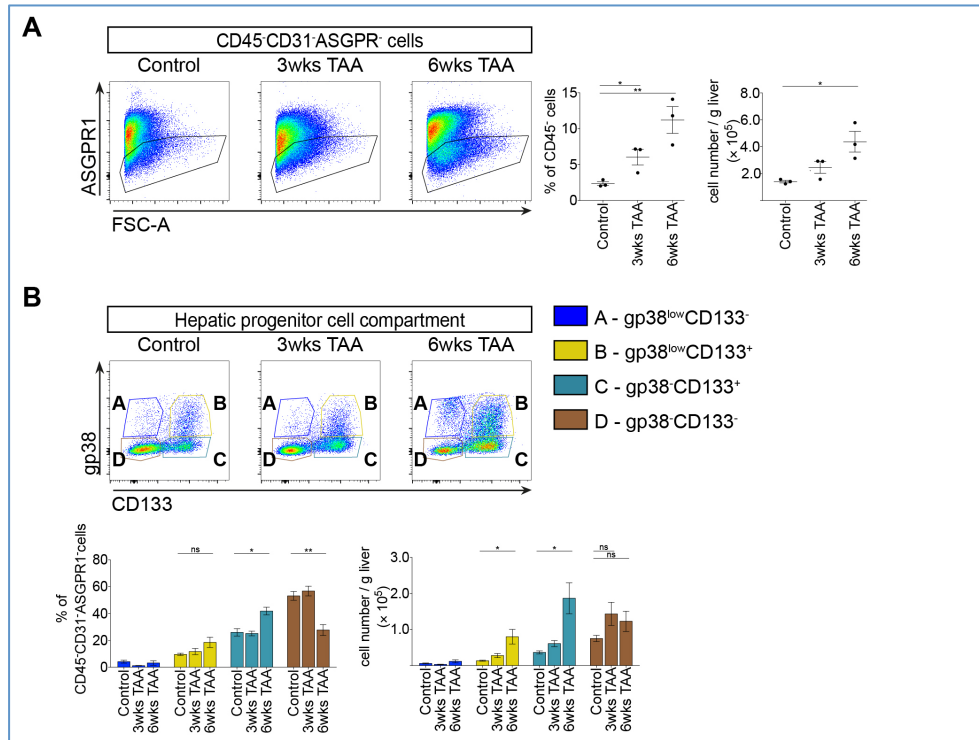 A
CD45-CD31-ASGPR- cells
Control 3wks TAA 6wks TAA
ASGPR1
FSC-A
% of CD45- cells
15
10
5
0
*
**
Control
3wks TAA
6wks TAA
cell number / g liver
(× 10⁵)
8.0
6.0
4.0
2.0
*
Control
3wks TAA
6wks TAA
B
Hepatic progenitor cell compartment
Control 3wks TAA 6wks TAA
gp38
A B
D C
A B
D C
A B
D C
CD133
A - gp38ˡᵒʷCD133⁻
B - gp38ˡᵒʷCD133⁺
C - gp38⁻CD133⁺
D - gp38⁻CD133⁻
% of
CD45⁻CD31⁻ASGPR1⁻cells
80
60
40
20
0
ns * **
Control
3wks TAA
6wks TAA
Control
3wks TAA
6wks TAA
Control
3wks TAA
6wks TAA
Control
3wks TAA
6wks TAA
cell number / g liver
(× 10⁵)
3.0
2.0
1.0
* * ns
ns
Control
3wks TAA
6wks TAA
Control
3wks TAA
6wks TAA
Control
3wks TAA
6wks TAA
Control
3wks TAA
6wks TAA